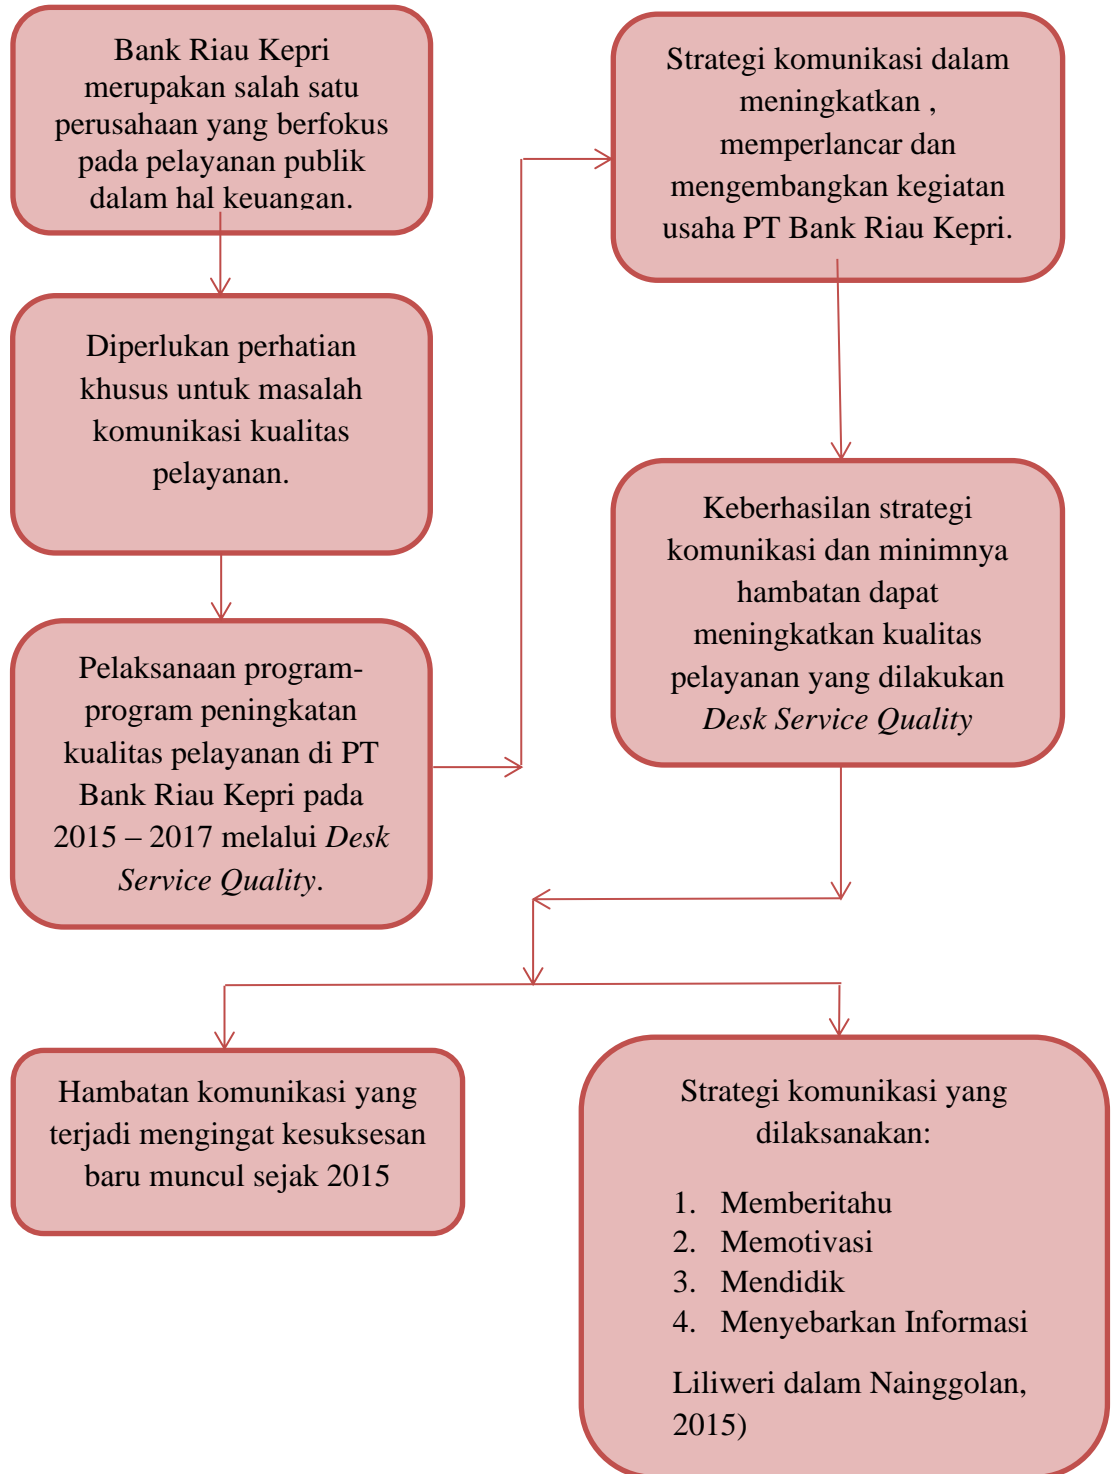 Bank Riau Kepri
merupakan salah satu
perusahaan yang berfokus
pada pelayanan publik
dalam hal keuangan.
Diperlukan perhatian
khusus untuk masalah
komunikasi kualitas
pelayanan.
Pelaksanaan program-
program peningkatan
kualitas pelayanan di PT
Bank Riau Kepri pada
2015 – 2017 melalui Desk
Service Quality.
Strategi komunikasi dalam
meningkatkan ,
memperlancar dan
mengembangkan kegiatan
usaha PT Bank Riau Kepri.
Keberhasilan strategi
komunikasi dan minimnya
hambatan dapat
meningkatkan kualitas
pelayanan yang dilakukan
Desk Service Quality
Hambatan komunikasi yang
terjadi mengingat kesuksesan
baru muncul sejak 2015
Strategi komunikasi yang
dilaksanakan:
1. Memberitahu
2. Memotivasi
3. Mendidik
4. Menyebarkan Informasi
Liliweri dalam Nainggolan,
2015)